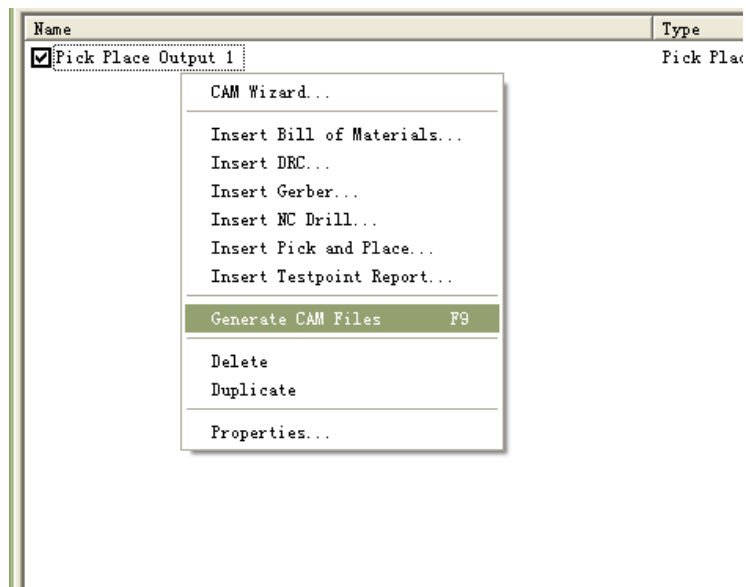 Name Type
Pick Place Output 1 Pick Plac
CAM Wizard...
Insert Bill of Materials...
Insert DRC...
Insert Gerber...
Insert NC Drill...
Insert Pick and Place...
Insert Testpoint Report...
Generate CAM Files F9
Delete
Duplicate
Properties...